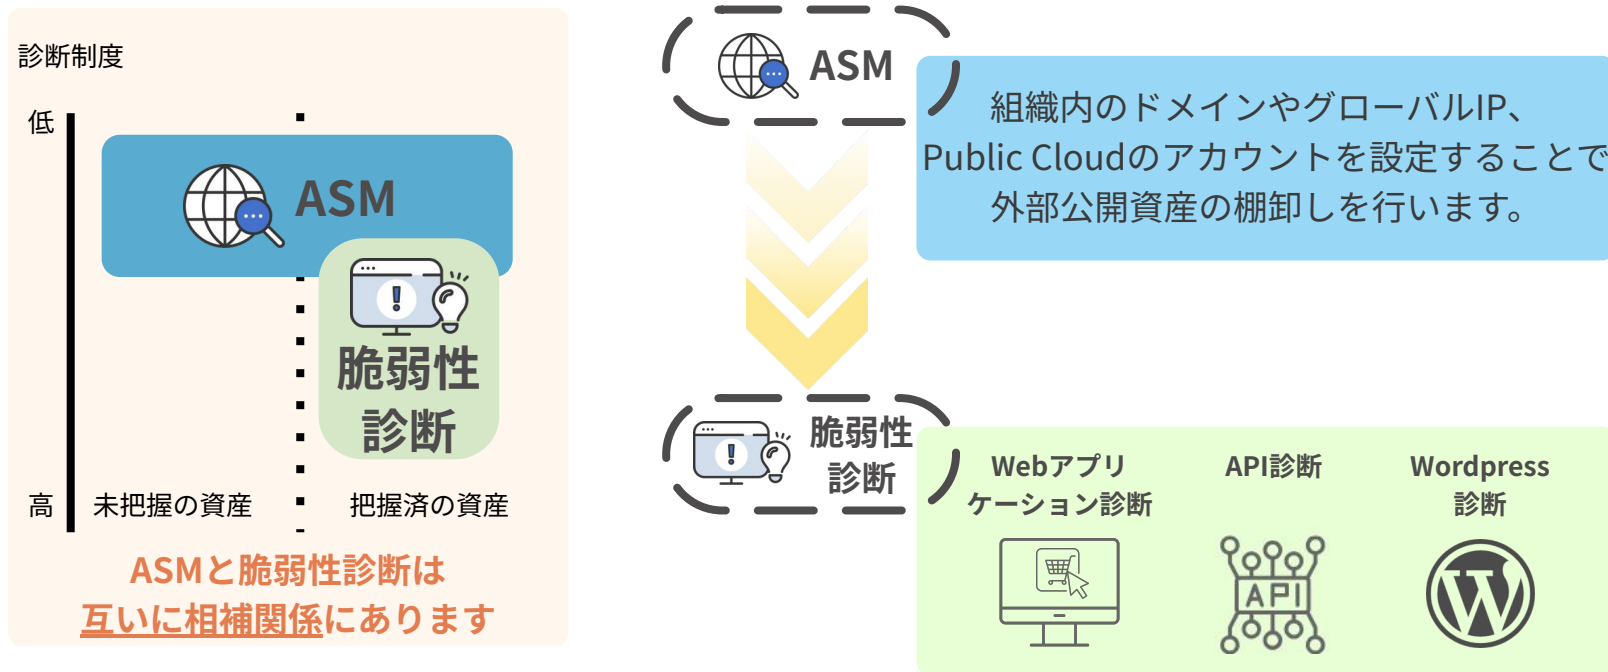 診断制度
低
ASM
脆弱性
診断
高
未把握の資産
把握済の資産
ASMと脆弱性診断は
互いに相補関係にあります
ASM
組織内のドメインやグローバルIP、
Public Cloudのアカウントを設定することで
外部公開資産の棚卸しを行います。
脆弱性
診断
Webアプリ
ケーション診断
API診断
Wordpress
診断
API